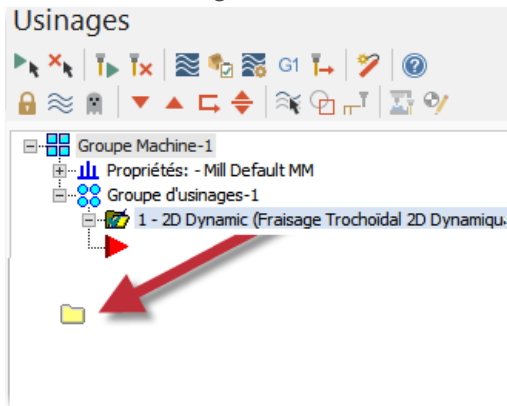 Usinages
G1
Groupe Machine-1
Propriétés: - Mill Default MM
Groupe d'usinages-1
1 - 2D Dynamic (Fraisage Trochoïdal 2D Dynamiqu